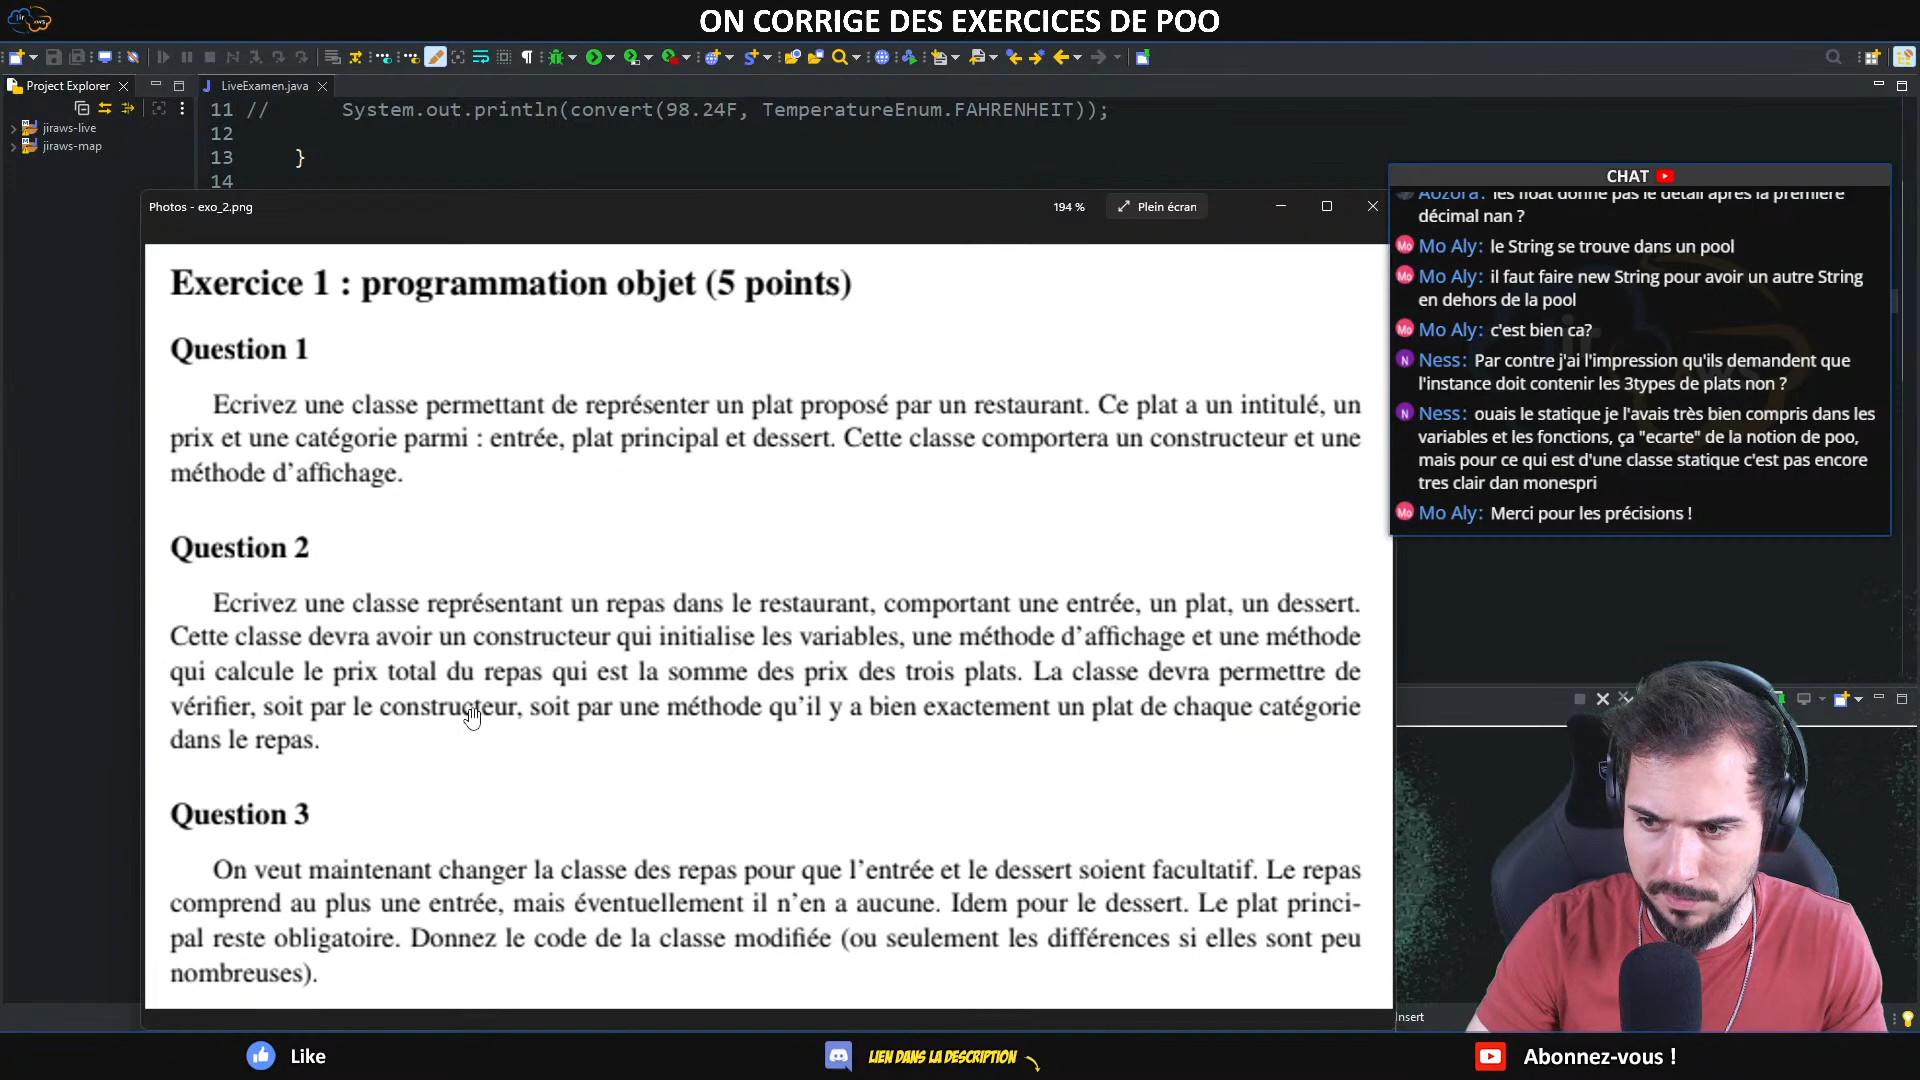 ON CORRIGE DES EXERCICES DE POO
Project Explorer
LiveExamen.java
jiraws-live
jiraws-map
11 // System.out.println(convert(98.24F, TemperatureEnum.FAHRENHEIT));
12
13 }
14
Photos - exo_2.png
194 %
Plein écran
Exercice 1 : programmation objet (5 points)
Question 1
Ecrivez une classe permettant de représenter un plat proposé par un restaurant. Ce plat a un intitulé, un
prix et une catégorie parmi : entrée, plat principal et dessert. Cette classe comportera un constructeur et une
méthode d'affichage.
Question 2
Ecrivez une classe représentant un repas dans le restaurant, comportant une entrée, un plat, un dessert.
Cette classe devra avoir un constructeur qui initialise les variables, une méthode d'affichage et une méthode
qui calcule le prix total du repas qui est la somme des prix des trois plats. La classe devra permettre de
vérifier, soit par le constructeur, soit par une méthode qu'il y a bien exactement un plat de chaque catégorie
dans le repas.
Question 3
On veut maintenant changer la classe des repas pour que l'entrée et le dessert soient facultatif. Le repas
comprend au plus une entrée, mais éventuellement il n'en a aucune. Idem pour le dessert. Le plat princi-
pal reste obligatoire. Donnez le code de la classe modifiée (ou seulement les différences si elles sont peu
nombreuses).
CHAT
Aozora: les float donne pas le détail après la première
décimal nan ?
Mo Aly: le String se trouve dans un pool
Mo Aly: il faut faire new String pour avoir un autre String
en dehors de la pool
Mo Aly: c'est bien ca?
Ness: Par contre j'ai l'impression qu'ils demandent que
l'instance doit contenir les 3types de plats non ?
Ness: ouais le statique je l'avais très bien compris dans les
variables et les fonctions, ça "ecarte" de la notion de poo,
mais pour ce qui est d'une classe statique c'est pas encore
tres clair dan monespri
Mo Aly: Merci pour les précisions !
nsert
Like
LIEN DANS LA DESCRIPTION
Abonnez-vous !